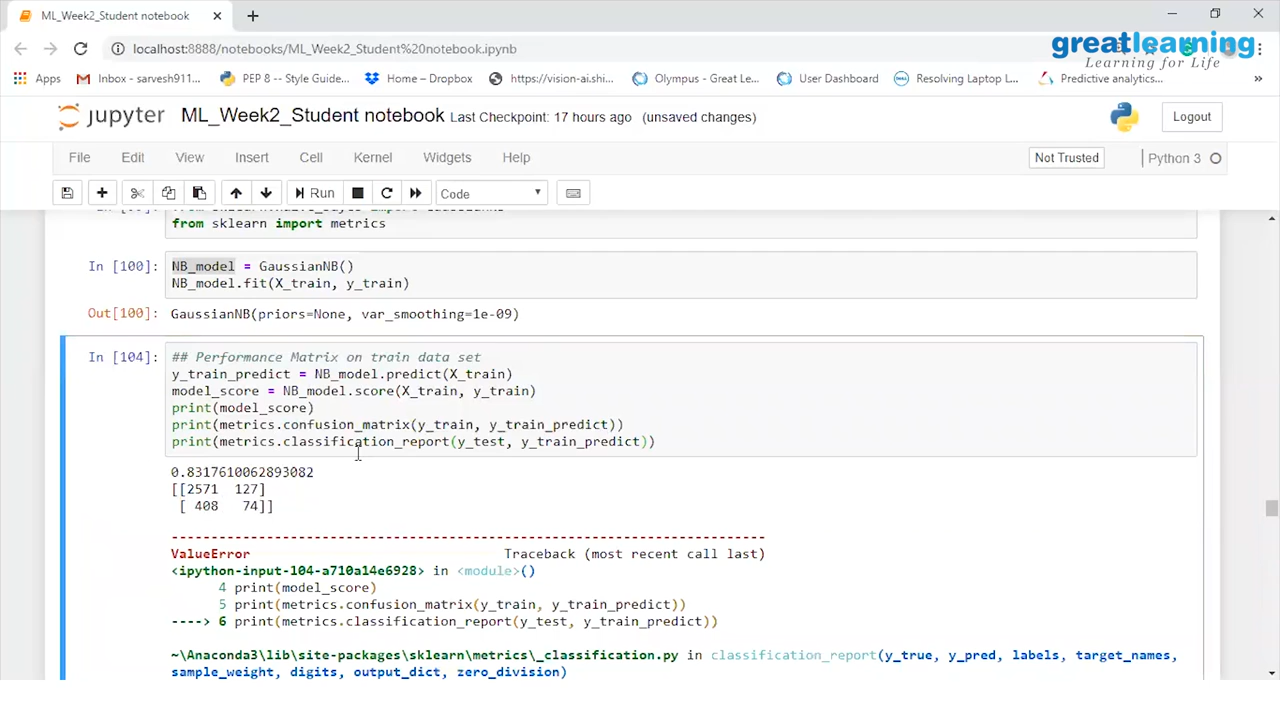 ML_Week2_Student notebook
localhost:8888/notebooks/ML_Week2_Student%20notebook.ipynb
greatlearning
Learning for Life
Apps
Inbox - sarvesh911...
PEP 8 -- Style Guide...
Home – Dropbox
https://vision-ai.shi...
Olympus - Great Le...
User Dashboard
Resolving Laptop L...
Predictive analytics...
»
jupyter ML_Week2_Student notebook Last Checkpoint: 17 hours ago (unsaved changes)
Logout
File Edit View Insert Cell Kernel Widgets Help
Not Trusted
Python 3
Run
Code
from sklearn import metrics
In [100]: NB_model = GaussianNB()
NB_model.fit(X_train, y_train)
Out[100]: GaussianNB(priors=None, var_smoothing=1e-09)
In [104]: ## Performance Matrix on train data set
y_train_predict = NB_model.predict(X_train)
model_score = NB_model.score(X_train, y_train)
print(model_score)
print(metrics.confusion_matrix(y_train, y_train_predict))
print(metrics.classification_report(y_test, y_train_predict))
0.8317610062893082
[[2571 127]
[ 408 74]]
---------------------------------------------------------------------------
ValueError Traceback (most recent call last)
<ipython-input-104-a710a14e6928> in <module>()
4 print(model_score)
5 print(metrics.confusion_matrix(y_train, y_train_predict))
----> 6 print(metrics.classification_report(y_test, y_train_predict))
~\Anaconda3\lib\site-packages\sklearn\metrics\_classification.py in classification_report(y_true, y_pred, labels, target_names,
sample_weight, digits, output_dict, zero_division)